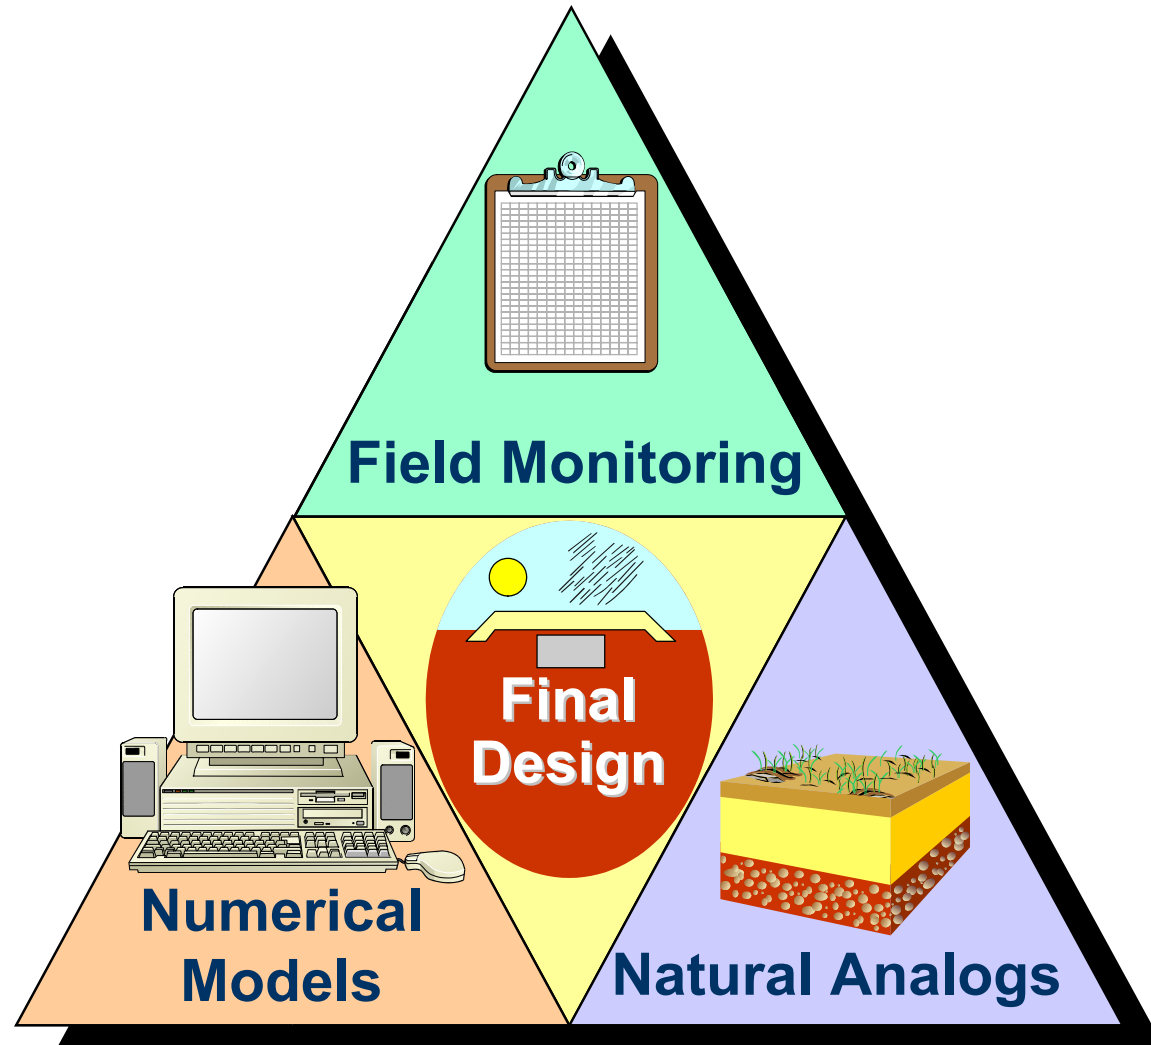 Field Monitoring
Final
Design
Numerical
Models
Natural Analogs